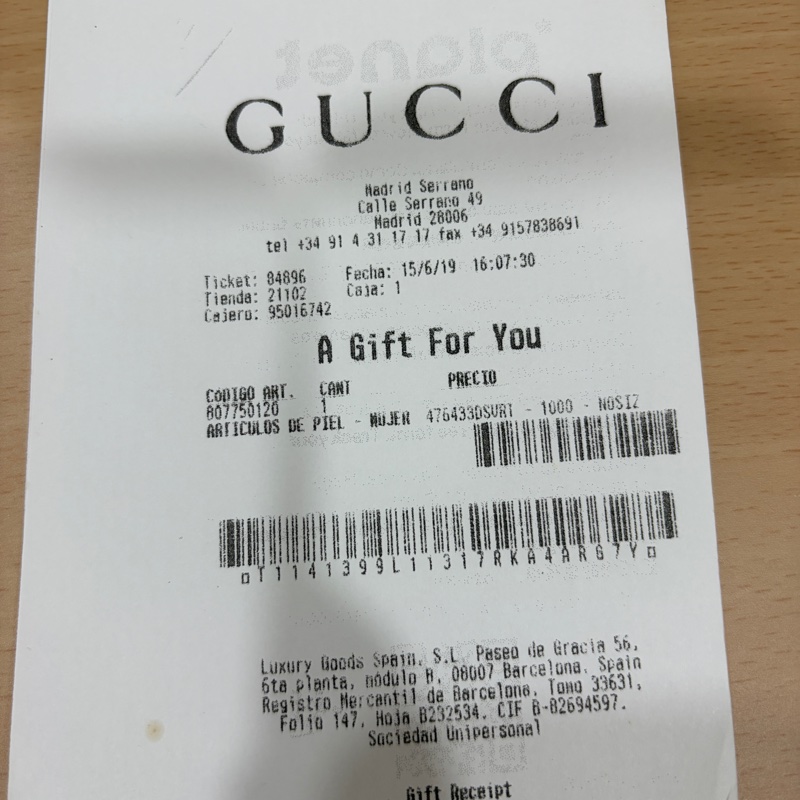 planet
GUCCI
Madrid Serrano
Calle Serrano 49
Madrid 28006
tel +34 91 4 31 17 17 fax +34 9157838691
Ticket: 84896 Fecha: 15/6/19 16:07:30
Tienda: 21102 Caja: 1
Cajero: 95016742
A Gift For You
CODIGO ART. CANT PRECIO
807750120 1
ARTICULOS DE PIEL - MUJER 476433DSVRT - 1000 - NOSIZ
T1141399L11317RKA4ARG7Y
Luxury Goods Spain, S.L. Paseo de Gracia 56,
6ta planta, módulo B, 08007 Barcelona, Spain
Registro Mercantil de Barcelona, Tomo 33631,
Folio 147, Hoja B232534, CIF B-82694597.
Sociedad Unipersonal
Gift Receipt